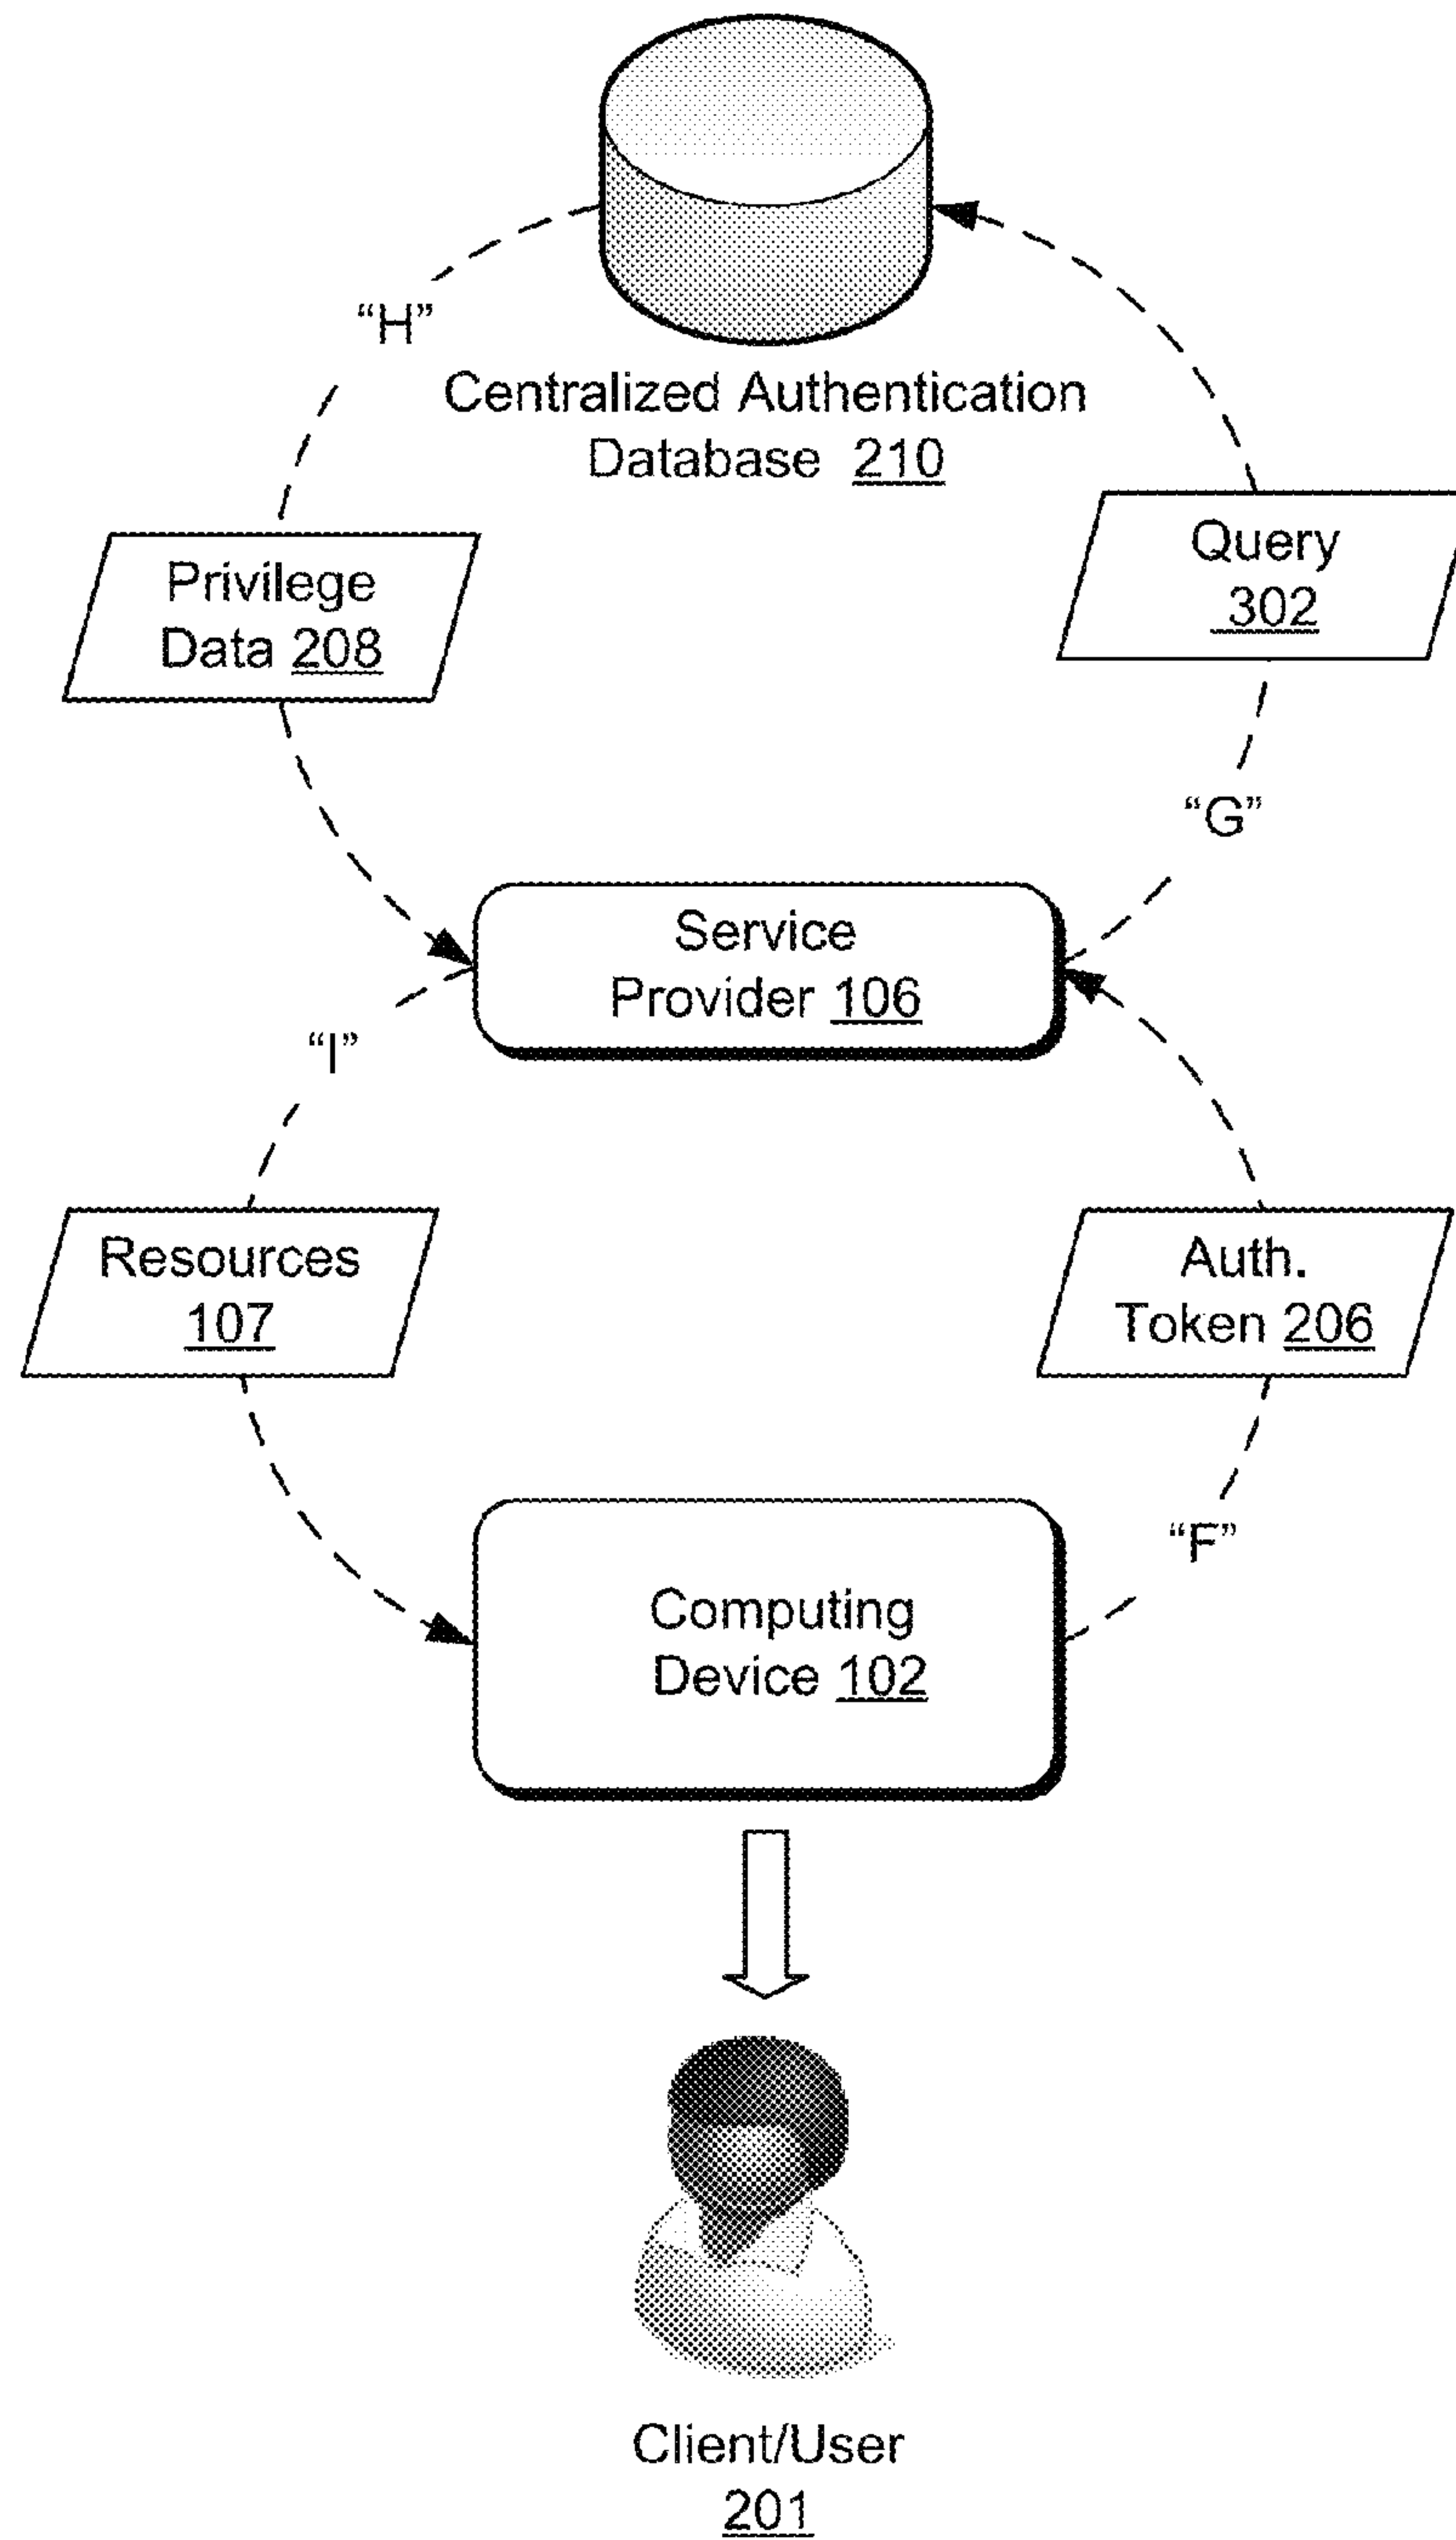 “H”
Centralized Authentication
Database 210
Privilege
Data 208
Query
302
“G”
Service
Provider 106
“I”
Resources
107
Auth.
Token 206
“F”
Computing
Device 102
Client/User
201